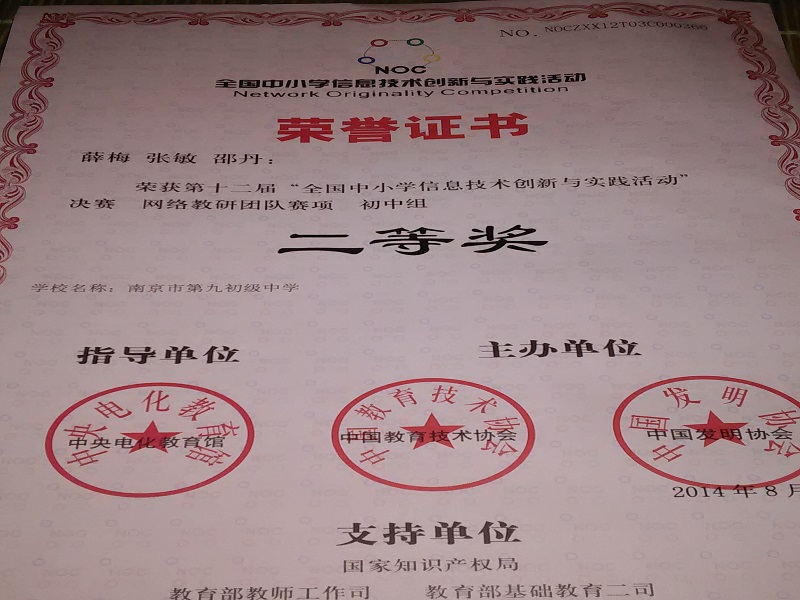 NO. NOCZXX12T03C000366
NOC
全国中小学信息技术创新与实践活动
Network Originality Competition
荣誉证书
薛梅 张敏 邵丹：
荣获第十二届“全国中小学信息技术创新与实践活动”
决赛 网络教研团队赛项 初中组
二等奖
学校名称：南京市第九初级中学
指导单位 主办单位
中央电化教育馆 中国教育技术协会 中国发明协会
中央电化教育馆 中国教育技术协会 中国发明协会
2014 年 8 月
支持单位
国家知识产权局
教育部教师工作司 教育部基础教育二司